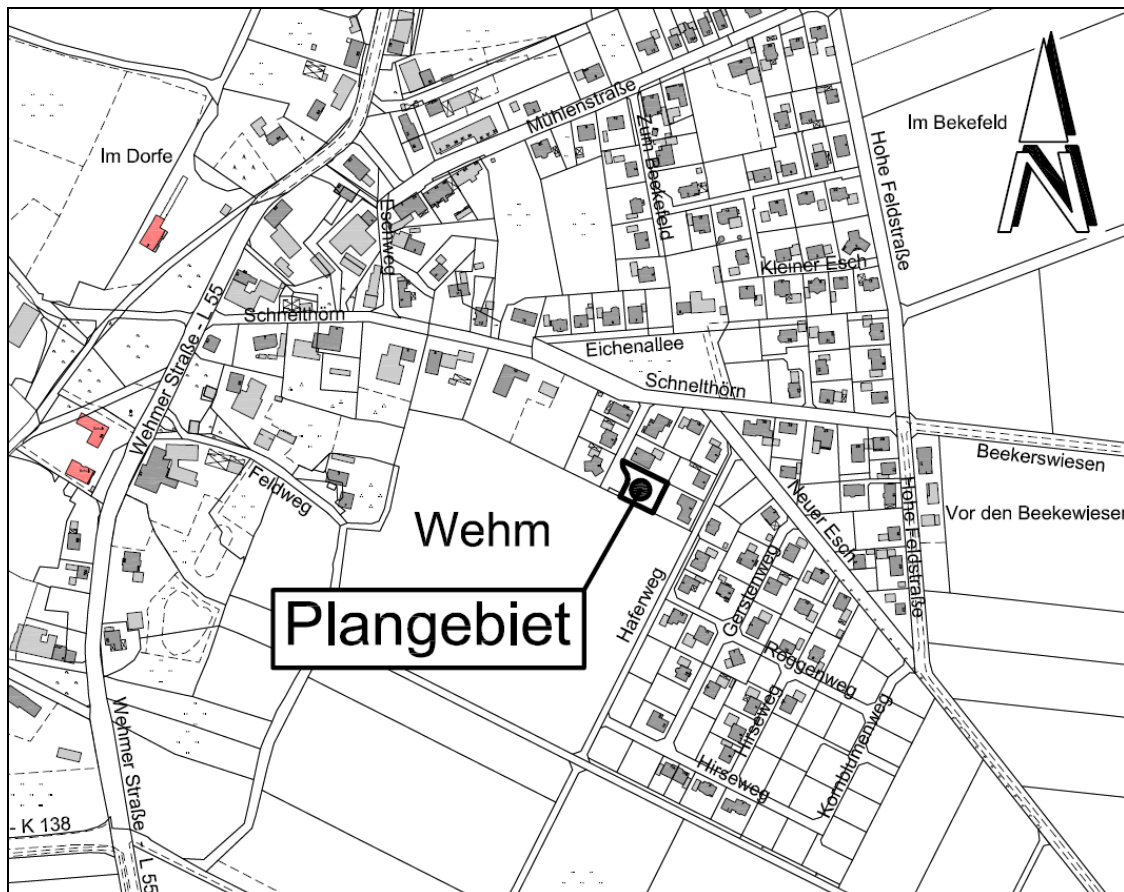 Im Dorfe
Mühlenstraße
Zum Beekefeld
Hohe Feldstraße
Im Bekefeld
N
Eschweg
Kleiner Esch
Wehmer Straße - L 55
Schnelthörn
Eichenallee
Schnelthörn
Beekerswiesen
Feldweg
Wehm
Neuer Esch
Hohe Feldstraße
Vor den Beekewiesen
Plangebiet
Haferweg
Gerstenweg
Roggenweg
Hirseweg
Hirseweg
Kornblumenweg
Wehmer Straße - L 55
- K 138